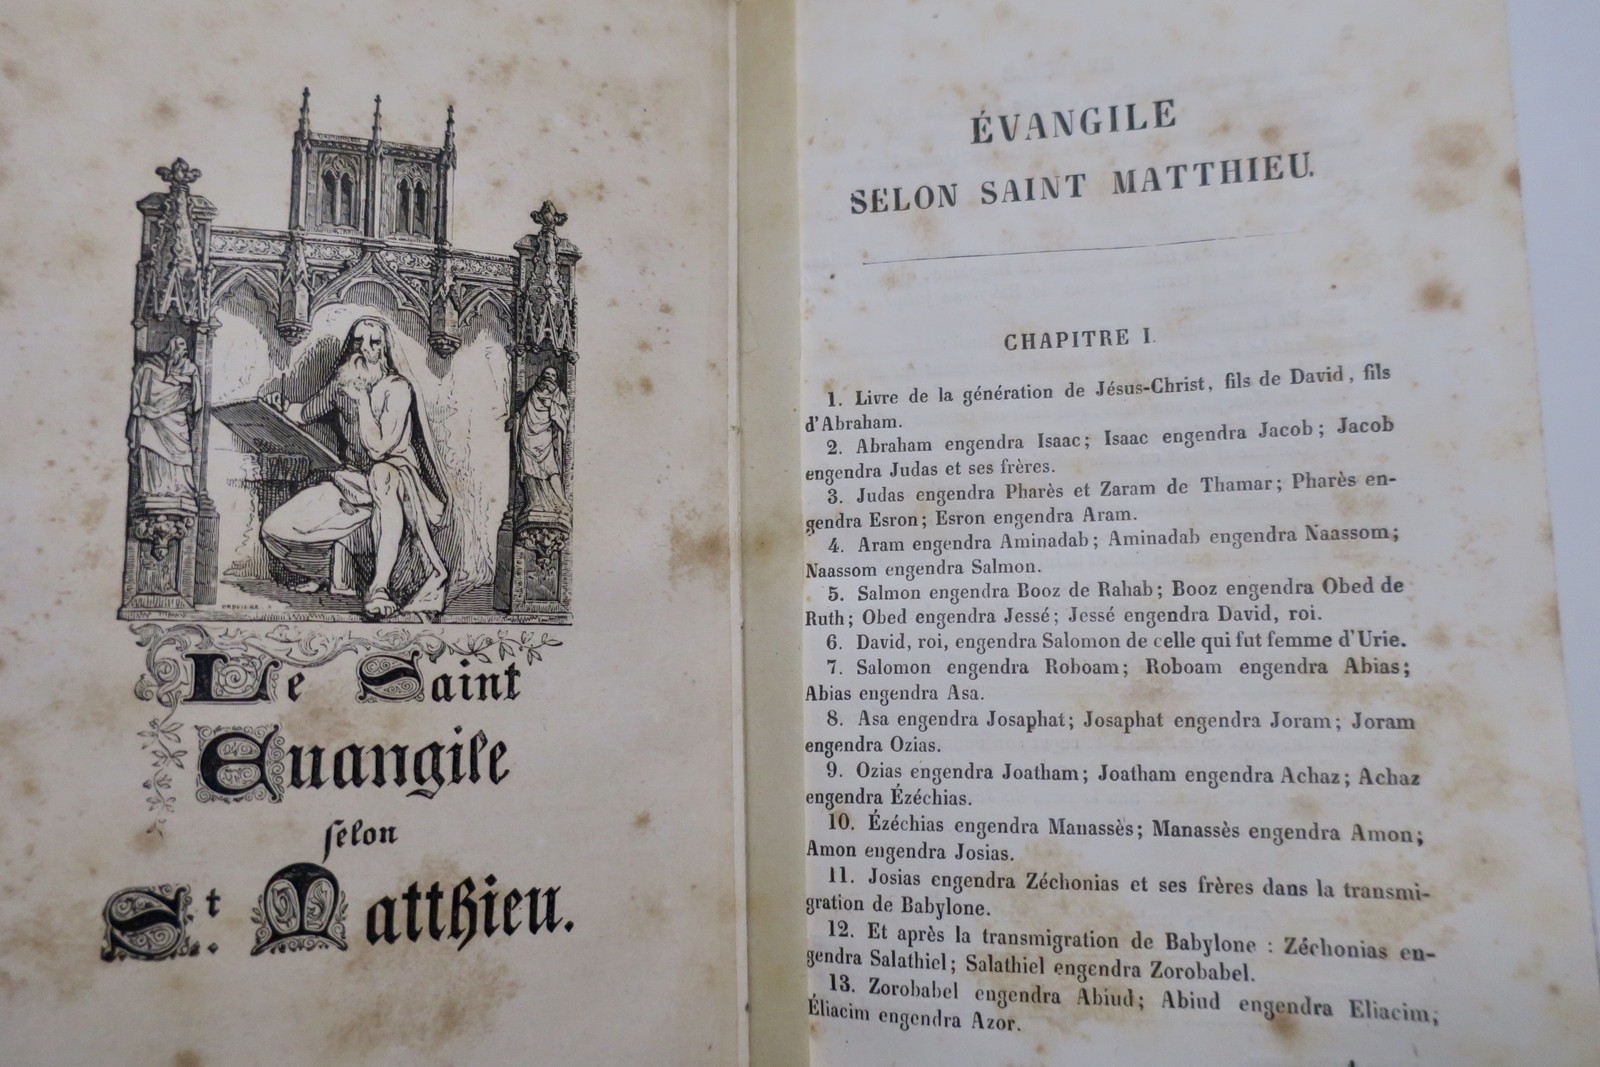 Le Saint
Euangile
selon
St Matthieu.
ÉVANGILE
SELON SAINT MATTHIEU.
CHAPITRE I.
1. Livre de la génération de Jésus-Christ, fils de David, fils
d'Abraham.
2. Abraham engendra Isaac; Isaac engendra Jacob; Jacob
engendra Judas et ses frères.
3. Judas engendra Pharès et Zaram de Thamar; Pharès en-
gendra Esron; Esron engendra Aram.
4. Aram engendra Aminadab; Aminadab engendra Naassom;
Naassom engendra Salmon.
5. Salmon engendra Booz de Rahab; Booz engendra Obed de
Ruth; Obed engendra Jessé; Jessé engendra David, roi.
6. David, roi, engendra Salomon de celle qui fut femme d'Urie.
7. Salomon engendra Roboam; Roboam engendra Abias;
Abias engendra Asa.
8. Asa engendra Josaphat; Josaphat engendra Joram; Joram
engendra Ozias.
9. Ozias engendra Joatham; Joatham engendra Achaz; Achaz
engendra Ézéchias.
10. Ézéchias engendra Manassès; Manassès engendra Amon;
Amon engendra Josias.
11. Josias engendra Zéchonias et ses frères dans la transmi-
gration de Babylone.
12. Et après la transmigration de Babylone : Zéchonias en-
gendra Salathiel; Salathiel engendra Zorobabel.
13. Zorobabel engendra Abiud; Abiud engendra Eliacim;
Éliacim engendra Azor.